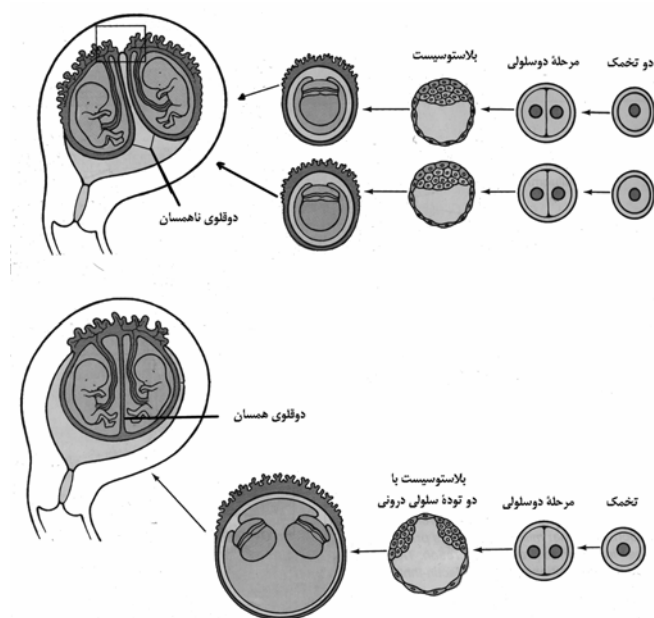 دو تخمک
مرحلهٔ دوسلولی
بلاستوسیست
دوقلوی ناهمسان
دوقلوی همسان
تخمک
مرحلهٔ دوسلولی
بلاستوسیست با
دو تودهٔ سلولی درونی